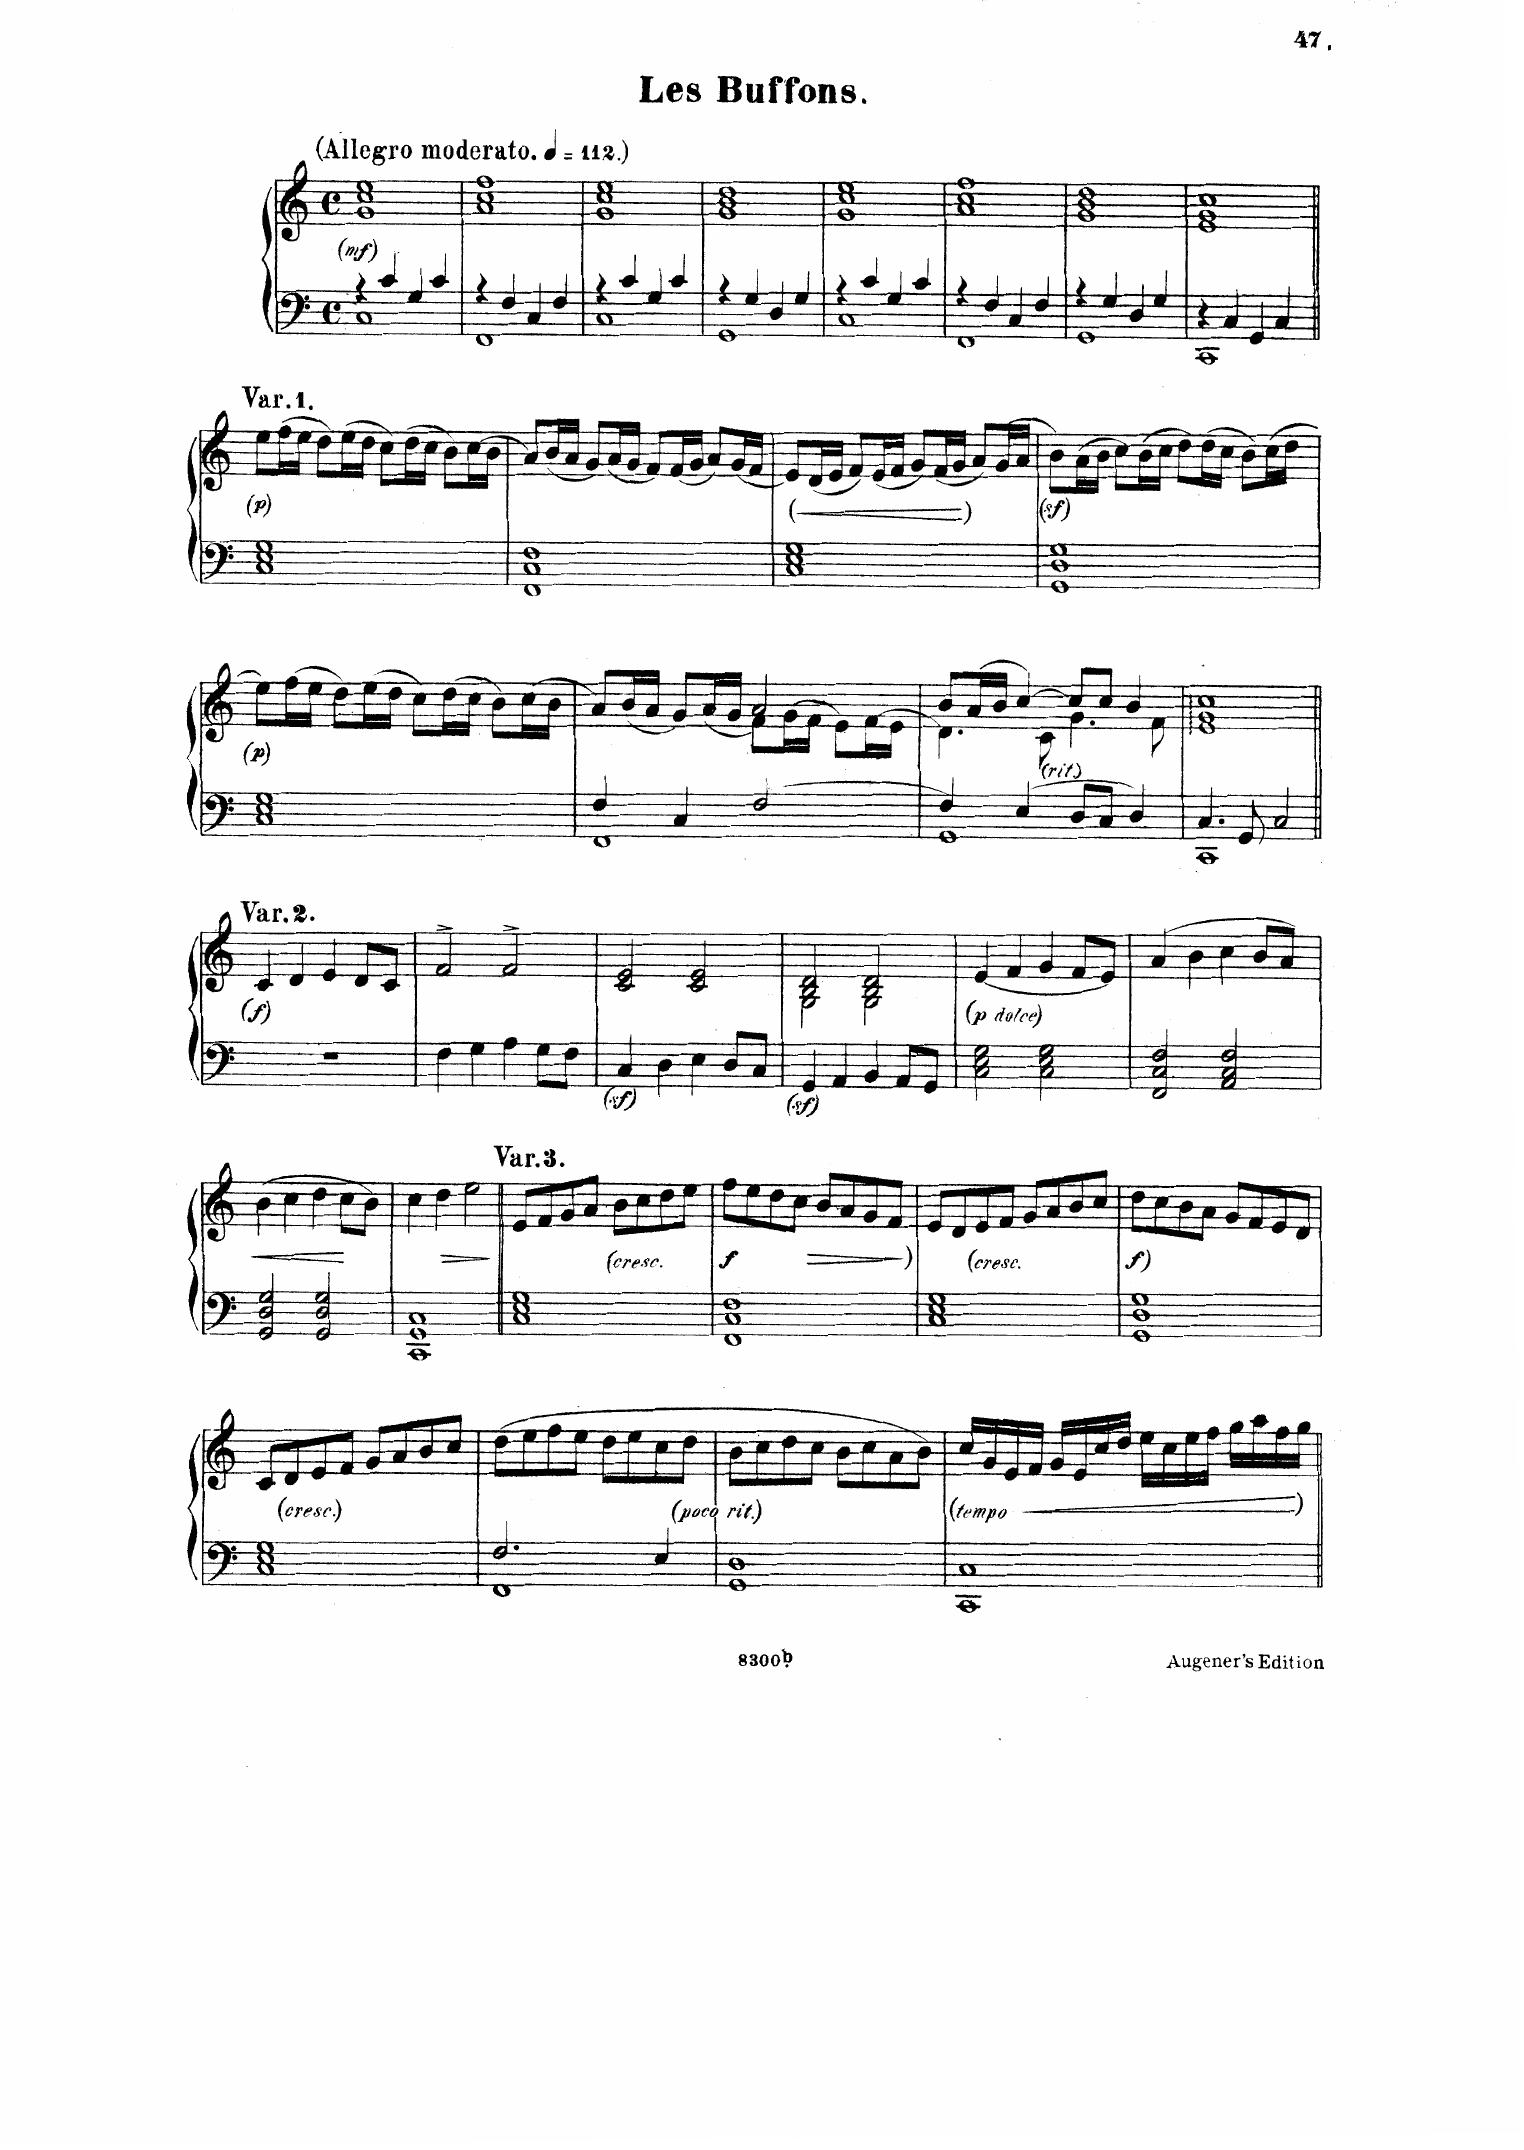 47.
Les Buffons.
(Allegro moderato. ♩ = 112.)
(mf)
Var. 1.
(p)
(sf)
(p)
(rit.)
Var. 2.
(f)
(p dolce)
(sf)
(sf)
Var. 3.
(cresc.
f
)
(cresc.
f)
(cresc.)
(poco rit.)
(tempo
)
8300b
Augener's Edition